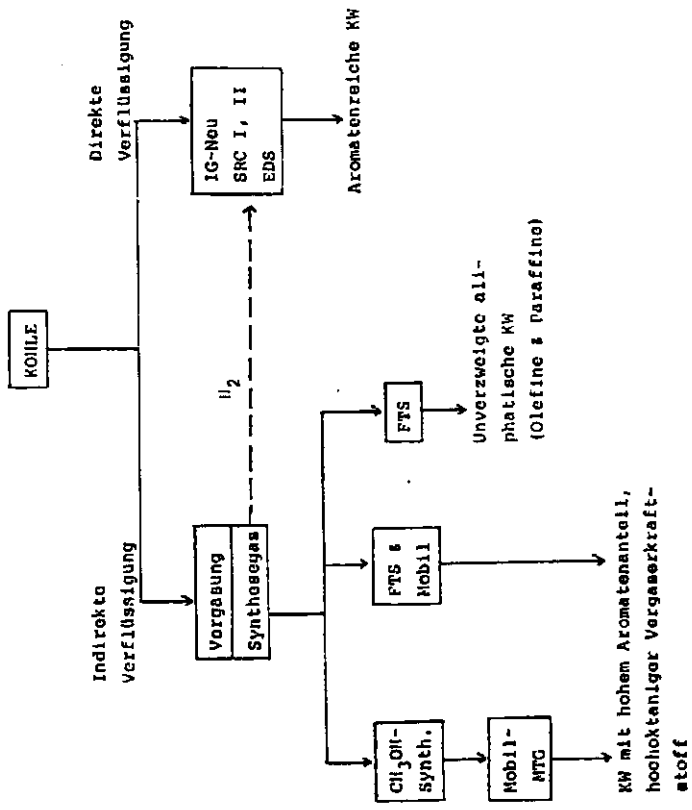 KOHLE
Indirekte
Verflüssigung
Direkte
Verflüssigung
Vergasung
Synthesegas
H2
IG-Neu
SRC I, II
EDS
Aromatenreiche KW
CH3OH-
Synth.
Mobil-
MTG
FTS &
Mobil
FTS
KW mit hohem Aromatenanteil,
hochoktaniger Vergaserkraft-
stoff
Unverzweigte ali-
phatische KW
(Olefine & Paraffine)